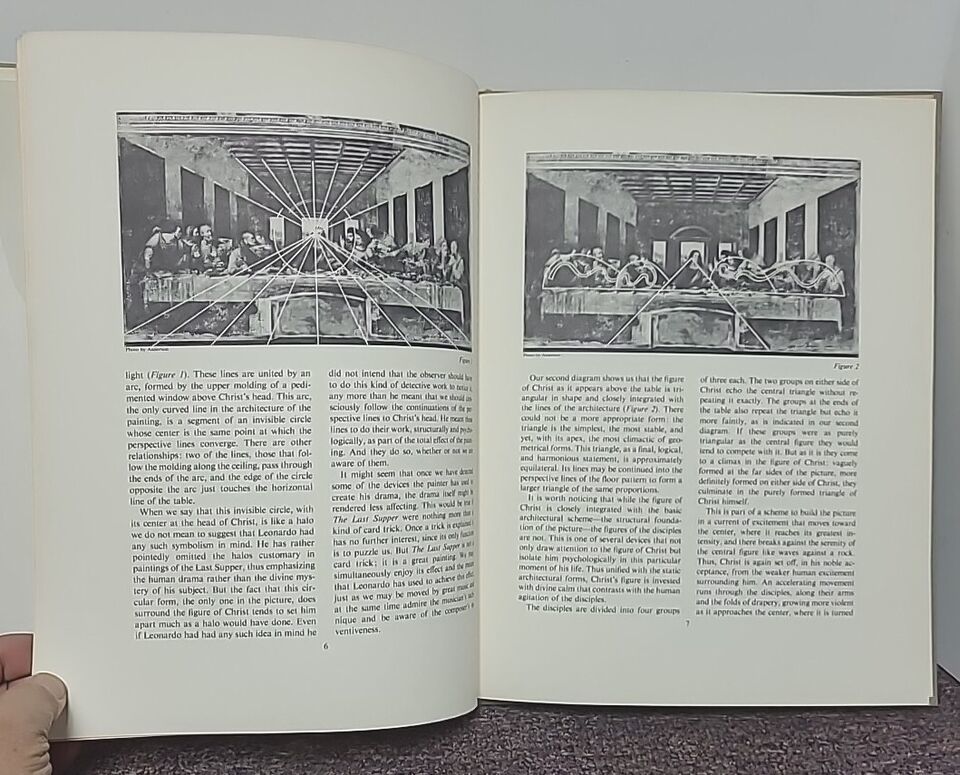 Photo by Anderson
Figure 1
light (Figure 1). These lines are united by an
arc, formed by the upper molding of a pedi-
mented window above Christ's head. This arc,
the only curved line in the architecture of the
painting, is a segment of an invisible circle
whose center is the same point at which the
perspective lines converge. There are other
relationships: two of the lines, those that fol-
low the molding along the ceiling, pass through
the ends of the arc, and the edge of the circle
opposite the arc just touches the horizontal
line of the table.
When we say that this invisible circle, with
its center at the head of Christ, is like a halo
we do not mean to suggest that Leonardo had
any such symbolism in mind. He has rather
pointedly omitted the halos customary in
paintings of the Last Supper, thus emphasizing
the human drama rather than the divine mys-
tery of his subject. But the fact that this cir-
cular form, the only one in the picture, does
surround the figure of Christ tends to set him
apart much as a halo would have done. Even
if Leonardo had had any such idea in mind he
did not intend that the observer should have
to do this kind of detective work to notice it,
any more than he meant that we should con-
sciously follow the continuations of the per-
spective lines to Christ's head. He meant these
lines to do their work, structurally and psycho-
logically, as part of the total effect of the paint-
ing. And they do so, whether or not we are
aware of them.
It might seem that once we have detected
some of the devices the painter has used to
create his drama, the drama itself might be
rendered less affecting. This would be true if
The Last Supper were nothing more than a
kind of card trick. Once a trick is explained it
has no further interest, since its only function
is to puzzle us. But The Last Supper is not a
card trick; it is a great painting. We may
simultaneously enjoy its effect and the means
that Leonardo has used to achieve this effect,
just as we may be moved by great music and
at the same time admire the musician's tech-
nique and be aware of the composer's in-
ventiveness.
6
Photo by Anderson
Figure 2
Our second diagram shows us that the figure
of Christ as it appears above the table is tri-
angular in shape and closely integrated with
the lines of the architecture (Figure 2). There
could not be a more appropriate form: the
triangle is the simplest, the most stable, and
yet, with its apex, the most climactic of geo-
metrical forms. This triangle, as a final, logical,
and harmonious statement, is approximately
equilateral. Its lines may be continued into the
perspective lines of the floor pattern to form a
larger triangle of the same proportions.
It is worth noticing that while the figure of
Christ is closely integrated with the basic
architectural scheme—the structural founda-
tion of the picture—the figures of the disciples
are not. This is one of several devices that not
only draw attention to the figure of Christ but
isolate him psychologically in this particular
moment of his life. Thus unified with the static
architectural forms, Christ's figure is invested
with divine calm that contrasts with the human
agitation of the disciples.
The disciples are divided into four groups
of three each. The two groups on either side of
Christ echo the central triangle without re-
peating it exactly. The groups at the ends of
the table also repeat the triangle but echo it
more faintly, as is indicated in our second
diagram. If these groups were as purely
triangular as the central figure they would
tend to compete with it. But as it is they come
to a climax in the figure of Christ: vaguely
formed at the far sides of the picture, more
definitely formed on either side of Christ, they
culminate in the purely formed triangle of
Christ himself.
This is part of a scheme to build the picture
in a current of excitement that moves toward
the center, where it reaches its greatest in-
tensity, and there breaks against the serenity of
the central figure like waves against a rock.
Thus, Christ is again set off, in his noble ac-
ceptance, from the weaker human excitement
surrounding him. An accelerating movement
runs through the disciples, along their arms
and the folds of drapery, growing more violent
as it approaches the center, where it is turned
7